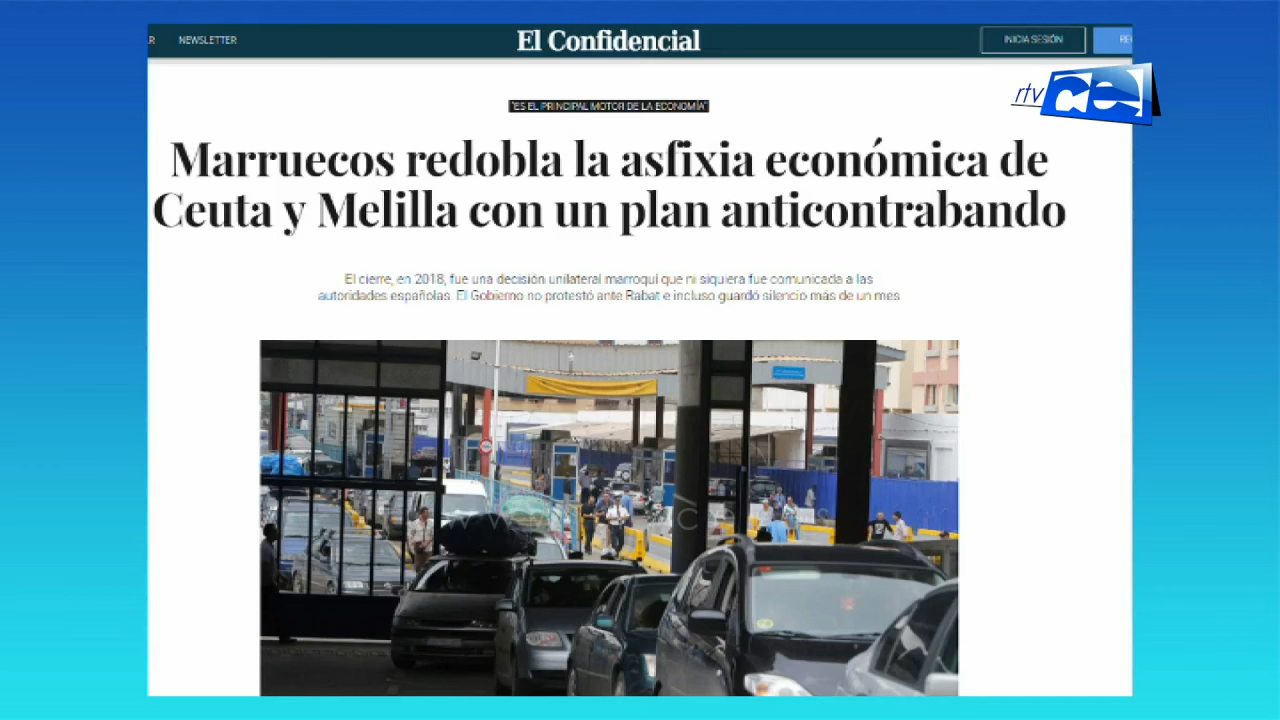 R NEWSLETTER El Confidencial INICIA SESIÓN RE
rtv ce
"ES EL PRINCIPAL MOTOR DE LA ECONOMÍA"
Marruecos redobla la asfixia económica de
Ceuta y Melilla con un plan anticontrabando
El cierre, en 2018, fue una decisión unilateral marroquí que ni siquiera fue comunicada a las
autoridades españolas. El Gobierno no protestó ante Rabat e incluso guardó silencio más de un mes